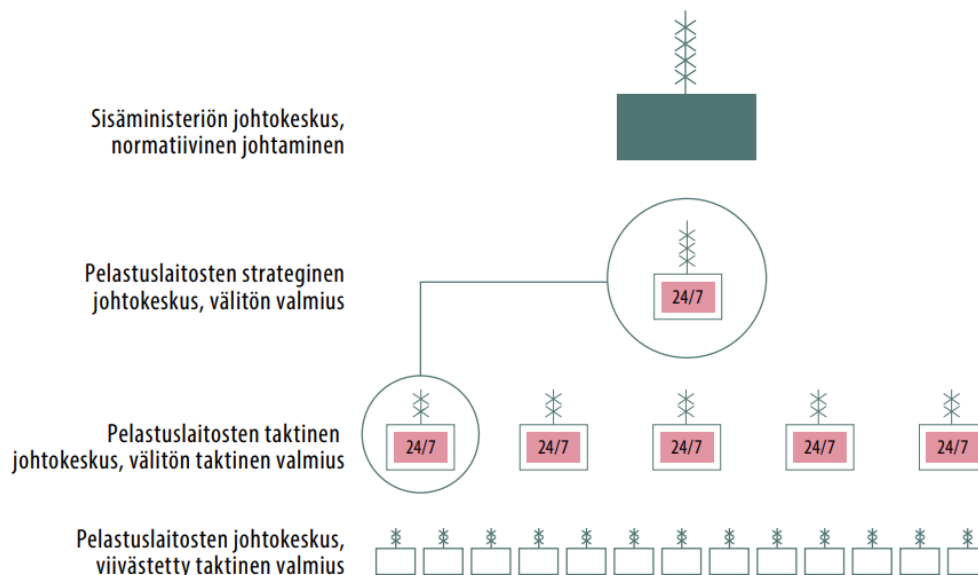 Sisäministeriön johtokeskus,
normatiivinen johtaminen
Pelastuslaitosten strateginen
johtokeskus, välitön valmius
24/7
Pelastuslaitosten taktinen
johtokeskus, välitön taktinen valmius
24/7 24/7 24/7 24/7 24/7
Pelastuslaitosten johtokeskus,
viivästetty taktinen valmius